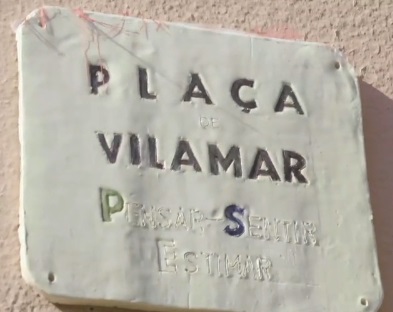 PLAÇA
DE
VILAMAR
PENSAR-SENTIR
ESTIMAR